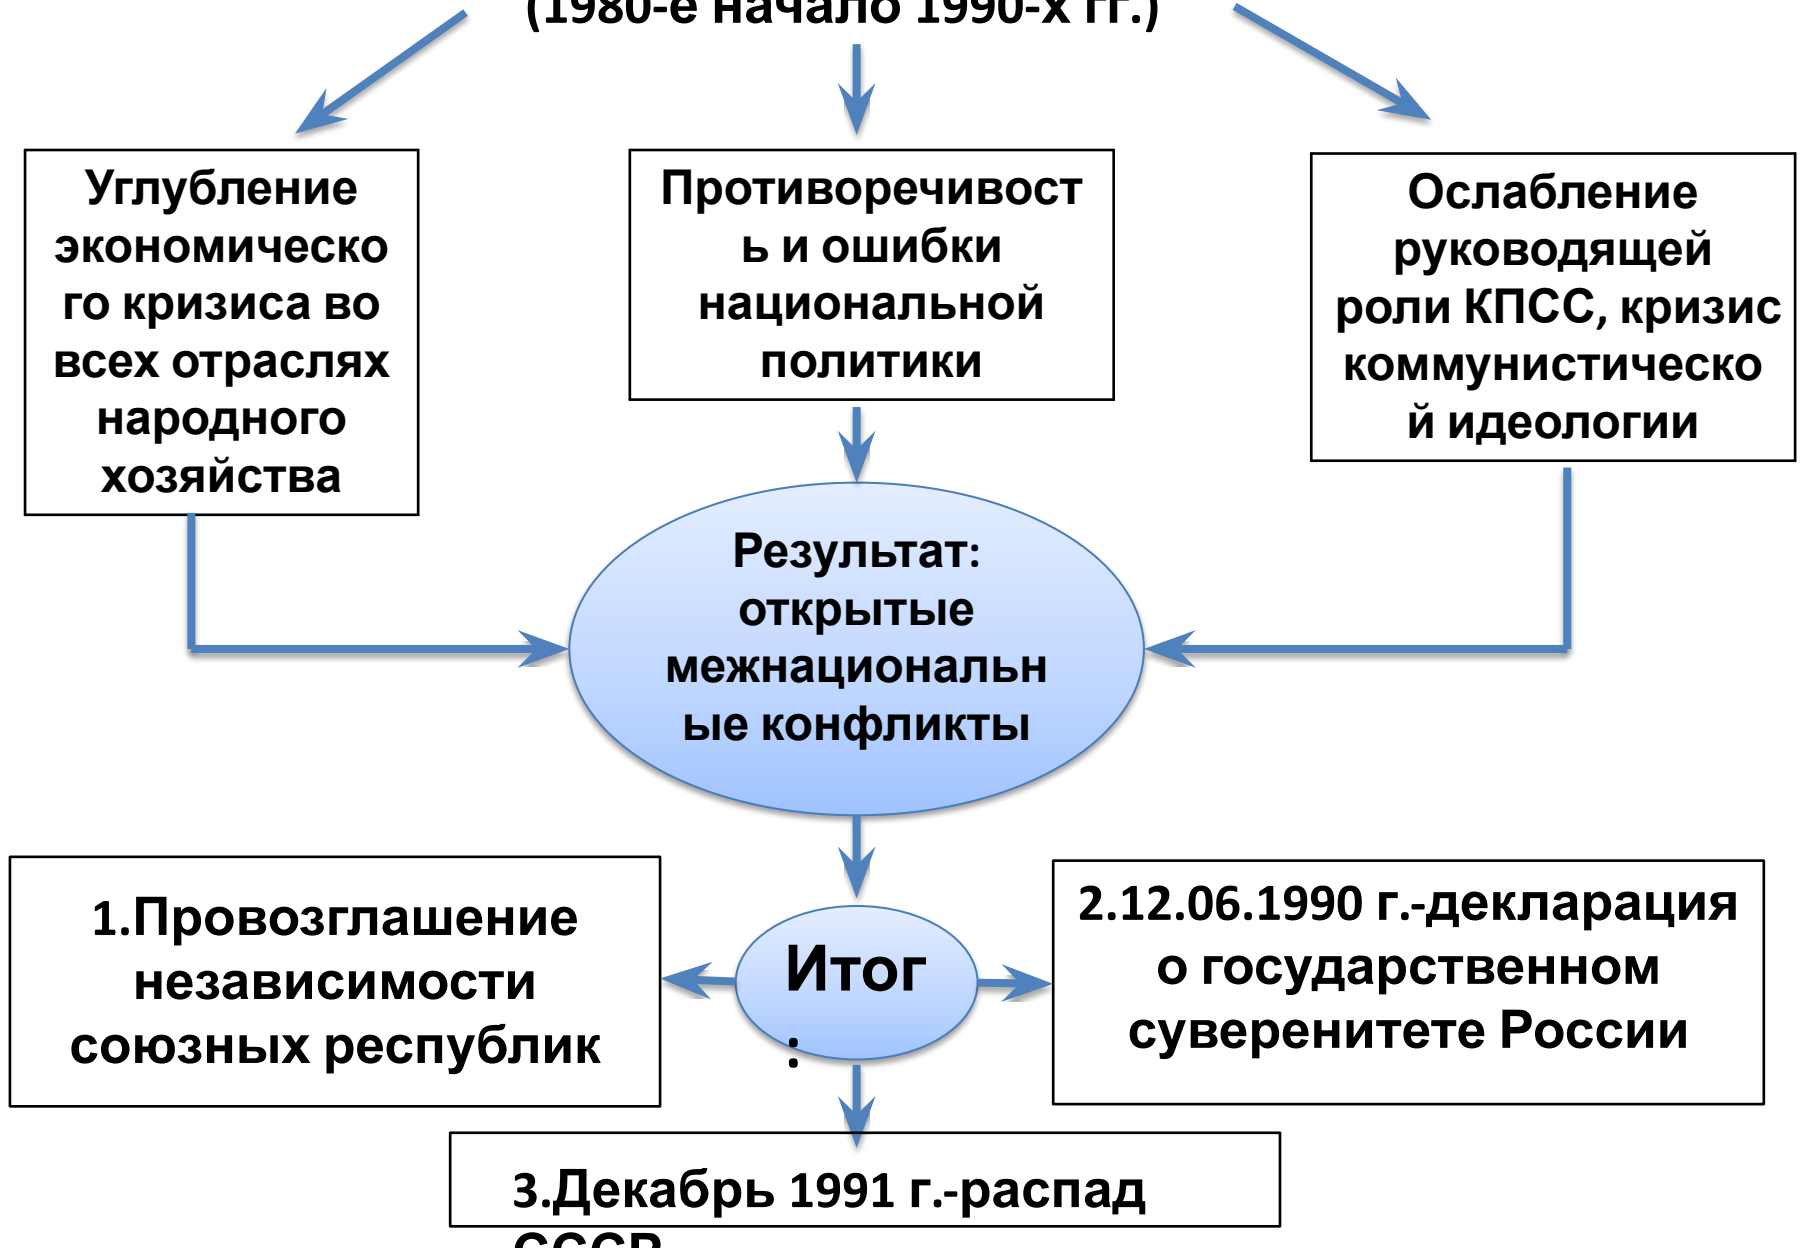 (1980-е начало 1990-х гг.)
Углубление
экономическо
го кризиса во
всех отраслях
народного
хозяйства
Противоречивост
ь и ошибки
национальной
политики
Ослабление
руководящей
роли КПСС, кризис
коммунистическо
й идеологии
Результат:
открытые
межнациональн
ые конфликты
1.Провозглашение
независимости
союзных республик
Итог
:
2.12.06.1990 г.-декларация
о государственном
суверенитете России
3.Декабрь 1991 г.-распад
СССР